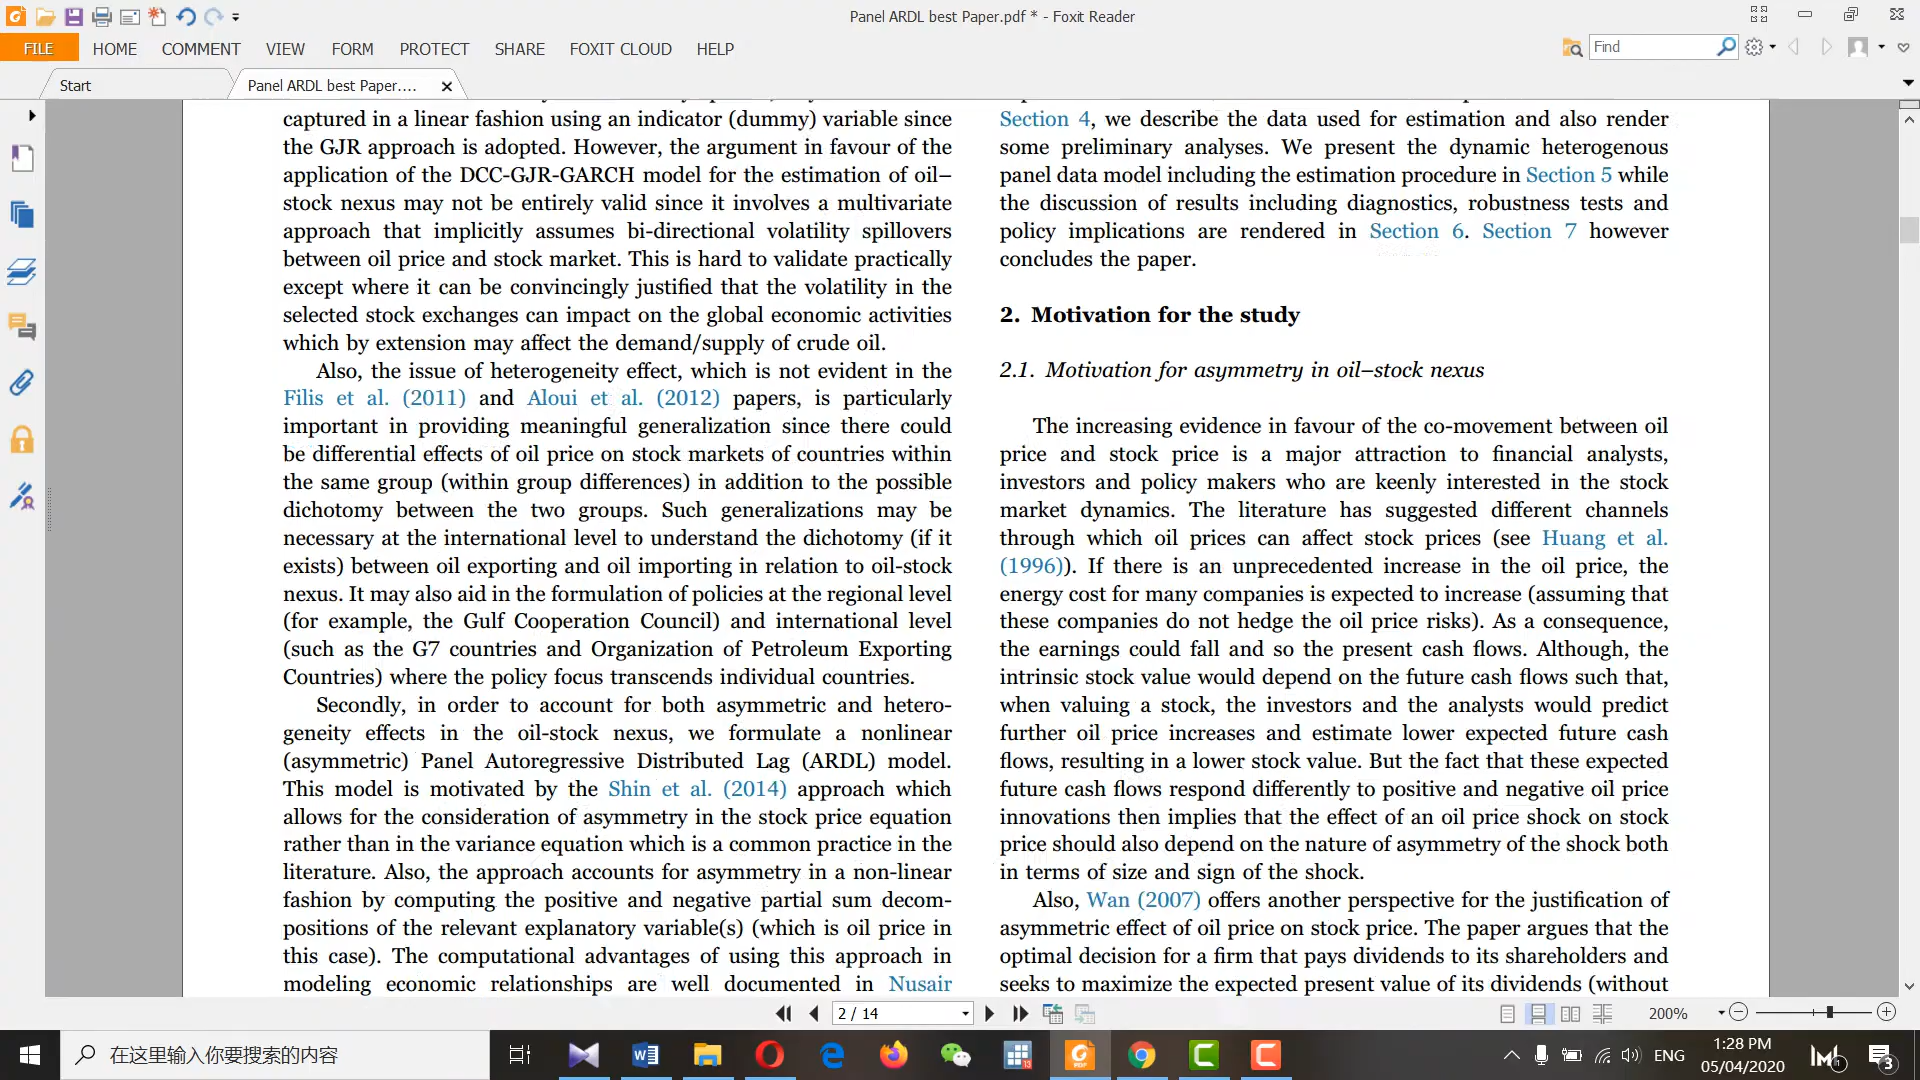 Panel ARDL best Paper.pdf * - Foxit Reader
FILE
HOME
COMMENT
VIEW
FORM
PROTECT
SHARE
FOXIT CLOUD
HELP
Find
Start
Panel ARDL best Paper....
captured in a linear fashion using an indicator (dummy) variable since
the GJR approach is adopted. However, the argument in favour of the
application of the DCC-GJR-GARCH model for the estimation of oil–
stock nexus may not be entirely valid since it involves a multivariate
approach that implicitly assumes bi-directional volatility spillovers
between oil price and stock market. This is hard to validate practically
except where it can be convincingly justified that the volatility in the
selected stock exchanges can impact on the global economic activities
which by extension may affect the demand/supply of crude oil.
Also, the issue of heterogeneity effect, which is not evident in the
Filis et al. (2011) and Aloui et al. (2012) papers, is particularly
important in providing meaningful generalization since there could
be differential effects of oil price on stock markets of countries within
the same group (within group differences) in addition to the possible
dichotomy between the two groups. Such generalizations may be
necessary at the international level to understand the dichotomy (if it
exists) between oil exporting and oil importing in relation to oil-stock
nexus. It may also aid in the formulation of policies at the regional level
(for example, the Gulf Cooperation Council) and international level
(such as the G7 countries and Organization of Petroleum Exporting
Countries) where the policy focus transcends individual countries.
Secondly, in order to account for both asymmetric and hetero-
geneity effects in the oil-stock nexus, we formulate a nonlinear
(asymmetric) Panel Autoregressive Distributed Lag (ARDL) model.
This model is motivated by the Shin et al. (2014) approach which
allows for the consideration of asymmetry in the stock price equation
rather than in the variance equation which is a common practice in the
literature. Also, the approach accounts for asymmetry in a non-linear
fashion by computing the positive and negative partial sum decom-
positions of the relevant explanatory variable(s) (which is oil price in
this case). The computational advantages of using this approach in
modeling economic relationships are well documented in Nusair
Section 4, we describe the data used for estimation and also render
some preliminary analyses. We present the dynamic heterogenous
panel data model including the estimation procedure in Section 5 while
the discussion of results including diagnostics, robustness tests and
policy implications are rendered in Section 6. Section 7 however
concludes the paper.
2. Motivation for the study
2.1. Motivation for asymmetry in oil–stock nexus
The increasing evidence in favour of the co-movement between oil
price and stock price is a major attraction to financial analysts,
investors and policy makers who are keenly interested in the stock
market dynamics. The literature has suggested different channels
through which oil prices can affect stock prices (see Huang et al.
(1996)). If there is an unprecedented increase in the oil price, the
energy cost for many companies is expected to increase (assuming that
these companies do not hedge the oil price risks). As a consequence,
the earnings could fall and so the present cash flows. Although, the
intrinsic stock value would depend on the future cash flows such that,
when valuing a stock, the investors and the analysts would predict
further oil price increases and estimate lower expected future cash
flows, resulting in a lower stock value. But the fact that these expected
future cash flows respond differently to positive and negative oil price
innovations then implies that the effect of an oil price shock on stock
price should also depend on the nature of asymmetry of the shock both
in terms of size and sign of the shock.
Also, Wan (2007) offers another perspective for the justification of
asymmetric effect of oil price on stock price. The paper argues that the
optimal decision for a firm that pays dividends to its shareholders and
seeks to maximize the expected present value of its dividends (without
2 / 14
200%
在这里输入你要搜索的内容
ENG
1:28 PM
05/04/2020
3